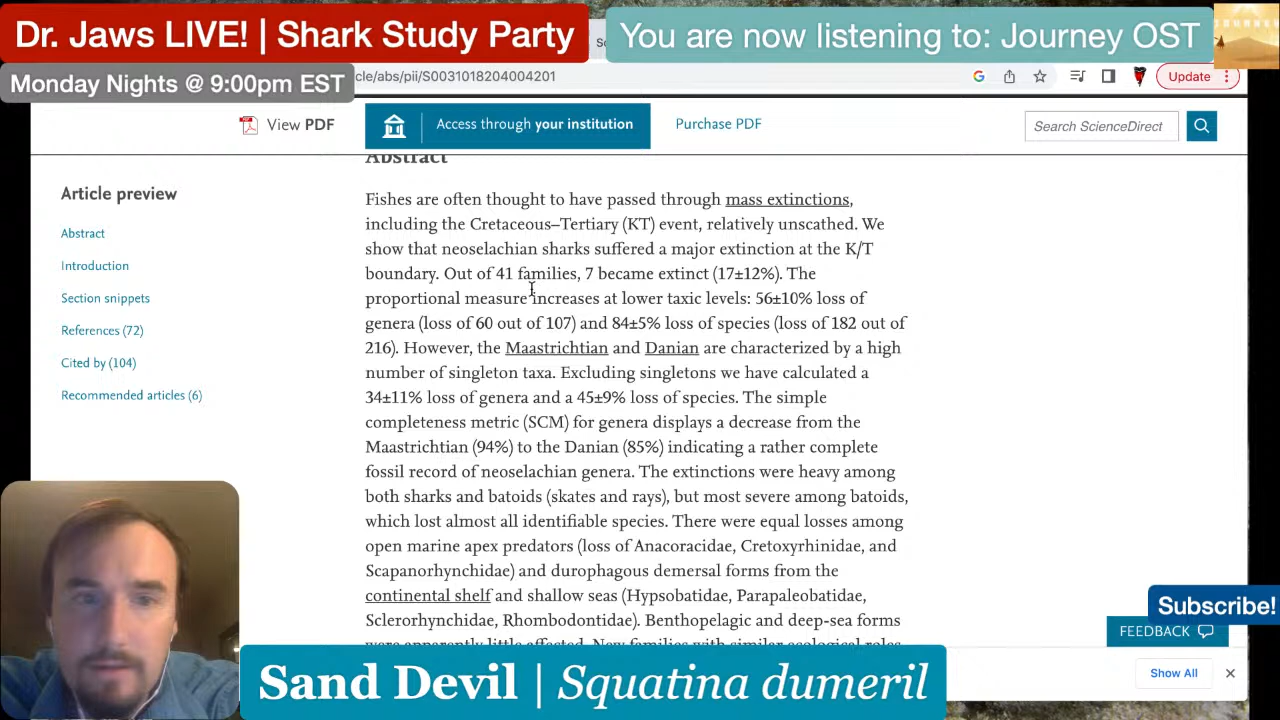 Dr. Jaws LIVE! | Shark Study Party
You are now listening to: Journey OST
Monday Nights @ 9:00pm EST
cle/abs/pii/S0031018204004201
Update
View PDF
Access through your institution
Purchase PDF
Search ScienceDirect
Article preview
Abstract
Introduction
Section snippets
References (72)
Cited by (104)
Recommended articles (6)
Abstract
Fishes are often thought to have passed through mass extinctions,
including the Cretaceous–Tertiary (KT) event, relatively unscathed. We
show that neoselachian sharks suffered a major extinction at the K/T
boundary. Out of 41 families, 7 became extinct (17±12%). The
proportional measure increases at lower taxic levels: 56±10% loss of
genera (loss of 60 out of 107) and 84±5% loss of species (loss of 182 out of
216). However, the Maastrichtian and Danian are characterized by a high
number of singleton taxa. Excluding singletons we have calculated a
34±11% loss of genera and a 45±9% loss of species. The simple
completeness metric (SCM) for genera displays a decrease from the
Maastrichtian (94%) to the Danian (85%) indicating a rather complete
fossil record of neoselachian genera. The extinctions were heavy among
both sharks and batoids (skates and rays), but most severe among batoids,
which lost almost all identifiable species. There were equal losses among
open marine apex predators (loss of Anacoracidae, Cretoxyrhinidae, and
Scapanorhynchidae) and durophagous demersal forms from the
continental shelf and shallow seas (Hypsobatidae, Parapaleobatidae,
Sclerorhynchidae, Rhombodontidae). Benthopelagic and deep-sea forms
were apparently little affected. New families with similar ecological roles
Subscribe!
FEEDBACK
Show All
Sand Devil | Squatina dumeril